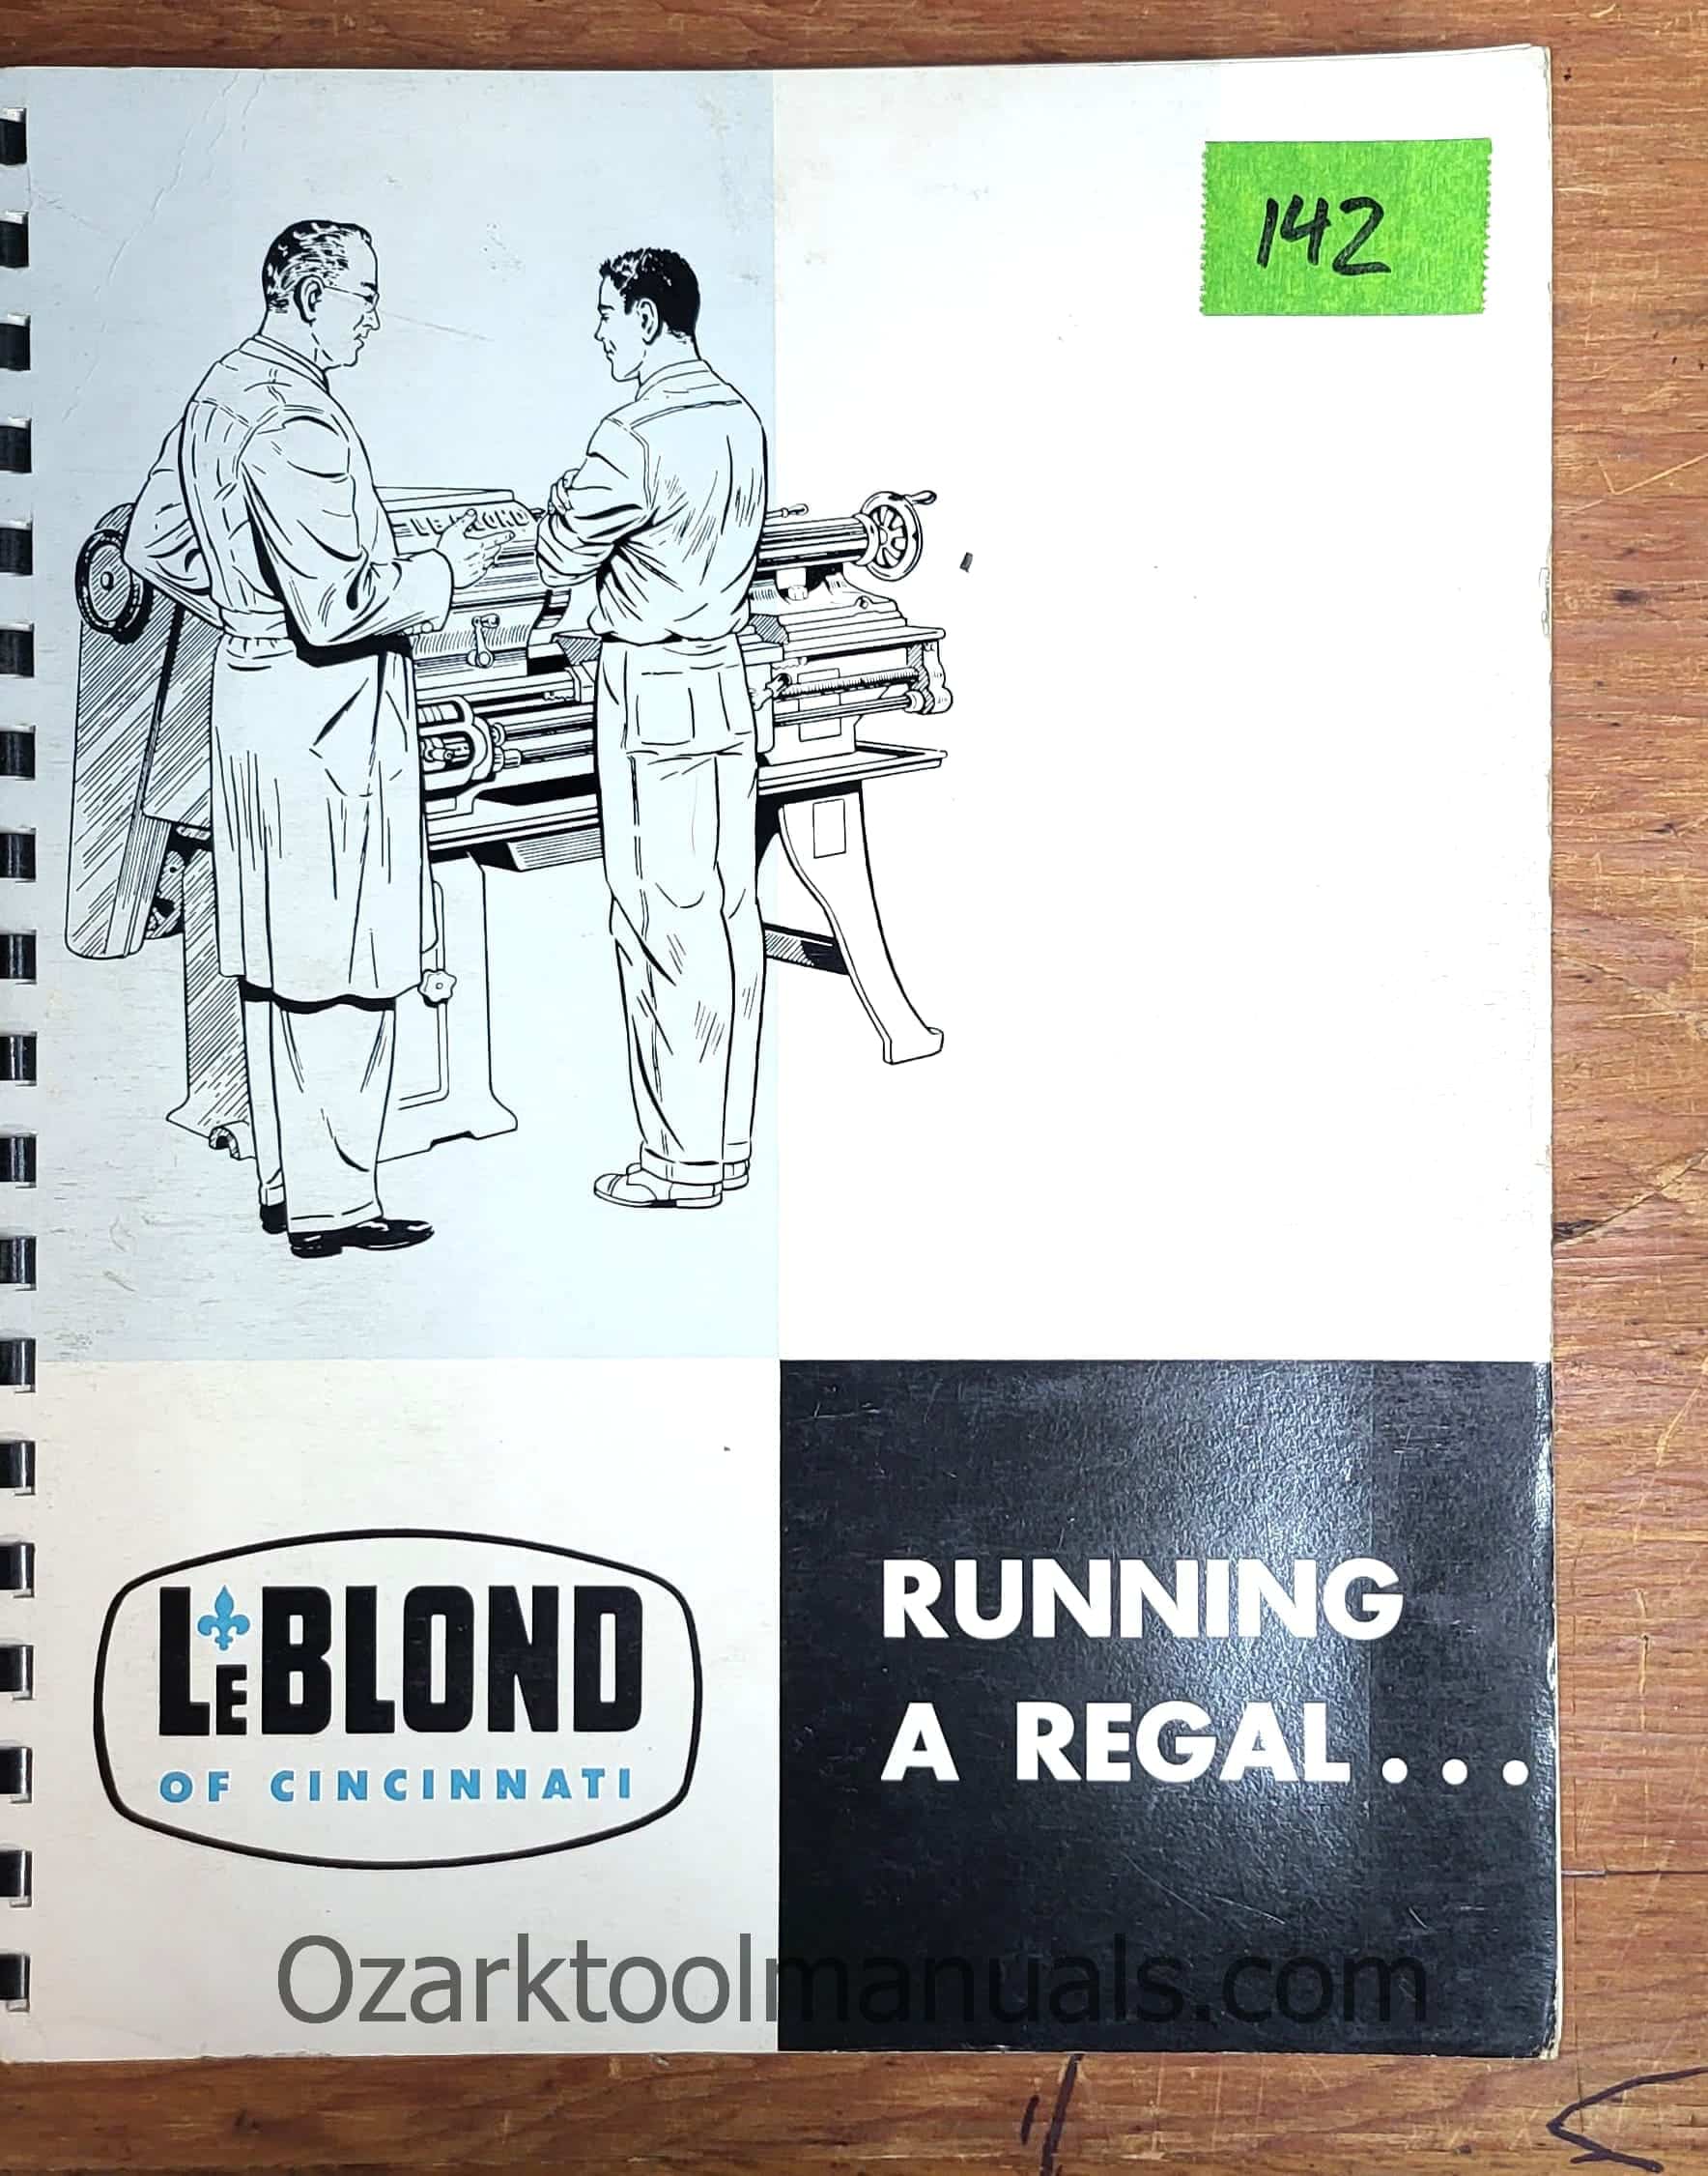 142
LEBLOND
LEBLOND
OF CINCINNATI
RUNNING
A REGAL...
Ozarktoolmanuals.com